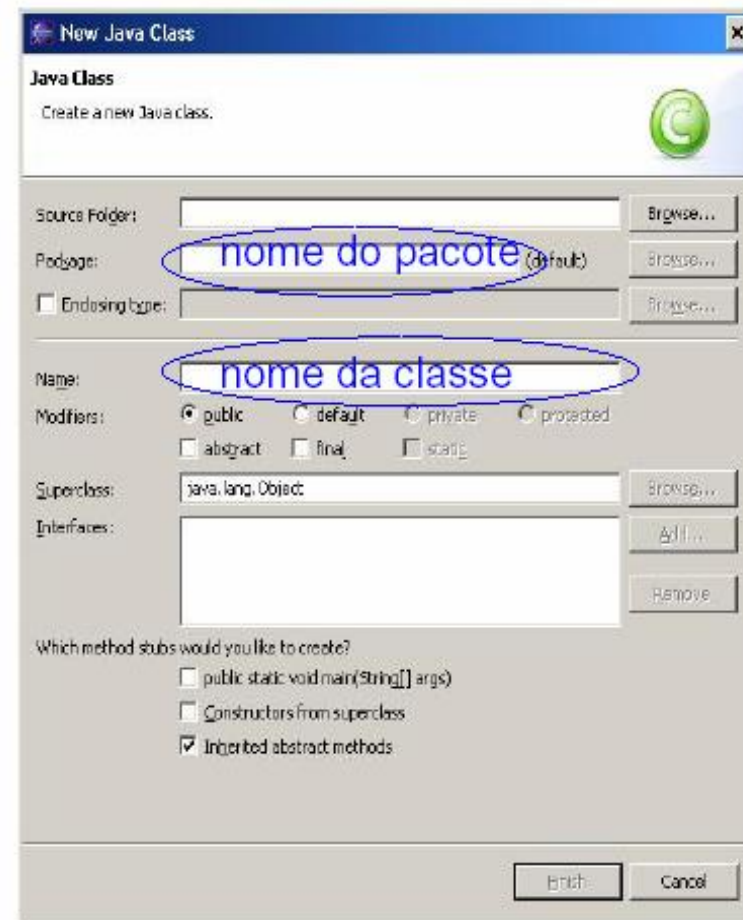 New Java Class
Java Class
Create a new Java class.
Source Folder: Browse...
Package: nome do pacote (default) Browse...
Enclosing type: Browse...
Name: nome da classe
Modifiers: public default private protected
abstract final static
Superclass: java.lang.Object Browse...
Interfaces: Add...
Remove
Which method stubs would you like to create?
public static void main(String[] args)
Constructors from superclass
Inherited abstract methods
Finish Cancel